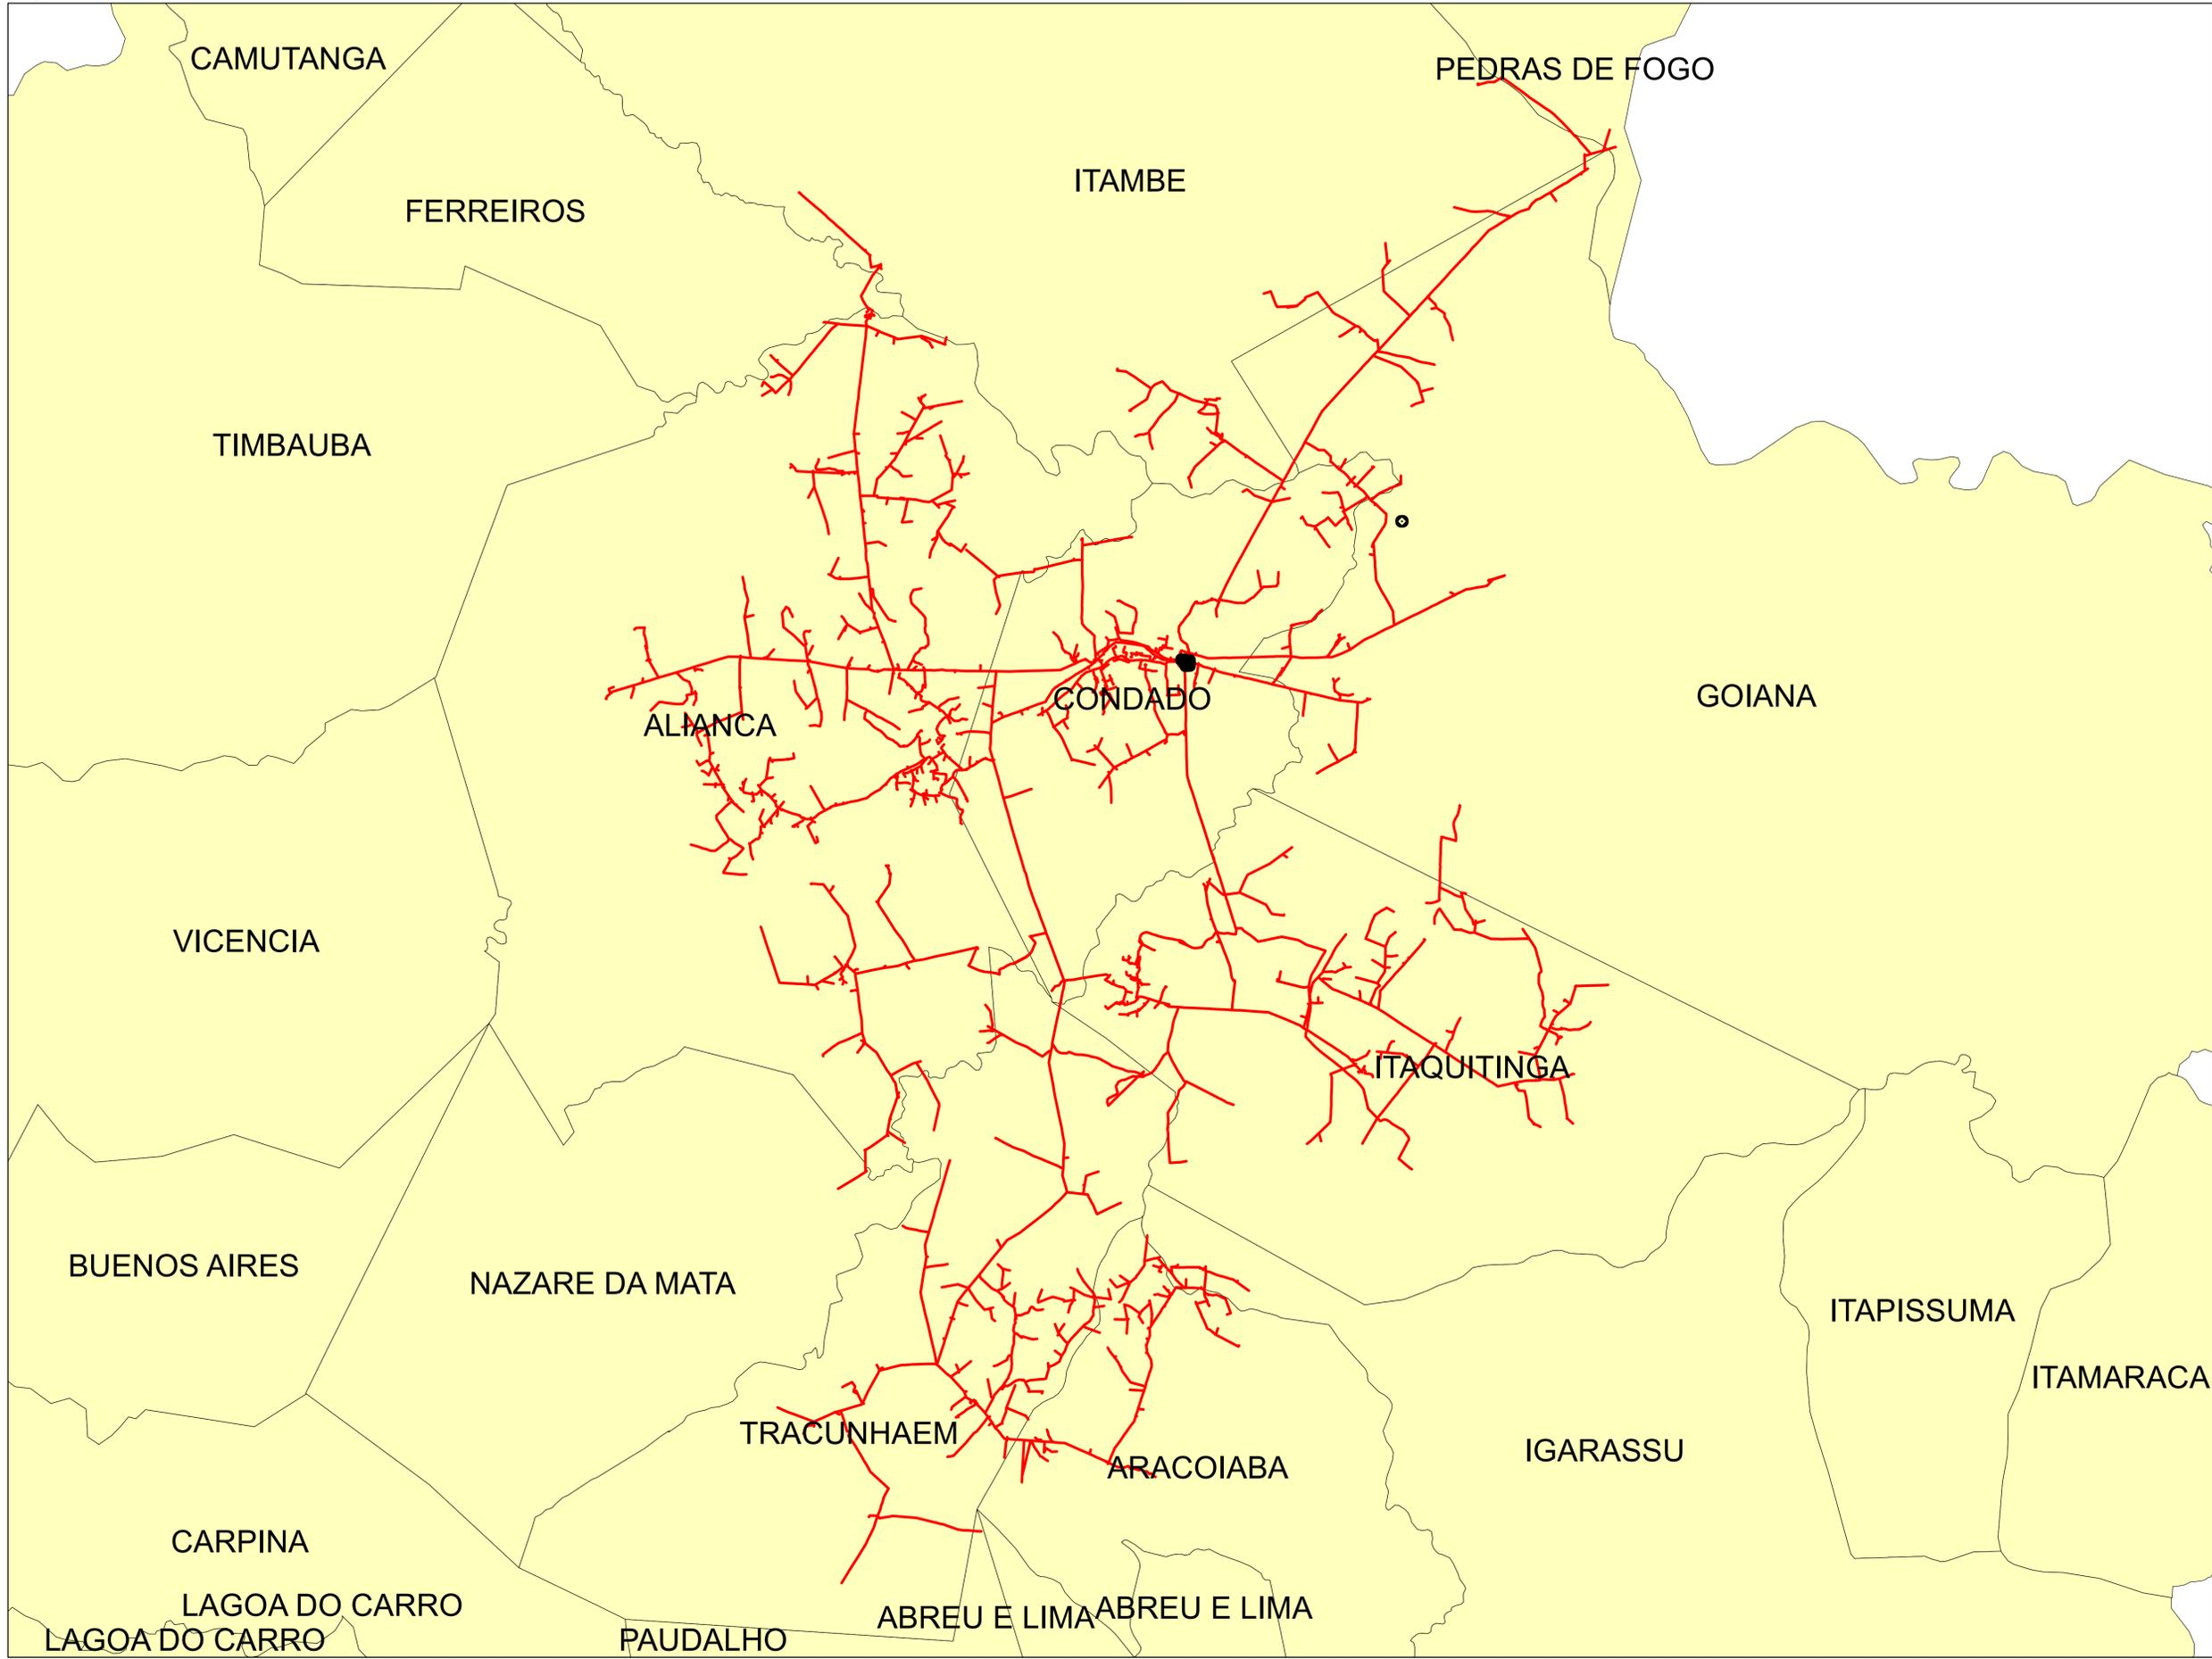 CAMUTANGA
PEDRAS DE FOGO
ITAMBE
FERREIROS
TIMBAUBA
GOIANA
CONDADO
ALIANCA
VICENCIA
ITAQUITINGA
BUENOS AIRES
NAZARE DA MATA
ITAPISSUMA
ITAMARACA
TRACUNHAEM
IGARASSU
ARACOIABA
CARPINA
LAGOA DO CARRO
ABREU E LIMA
ABREU E LIMA
LAGOA DO CARRO
PAUDALHO